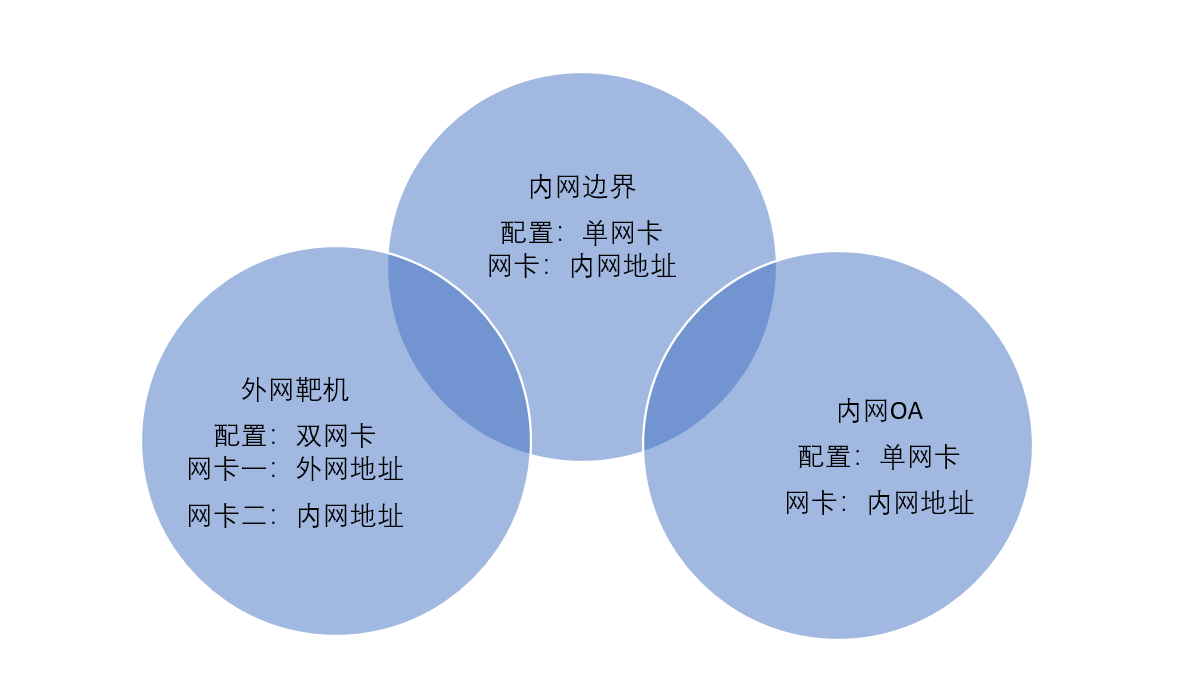 内网边界
配置：单网卡
网卡：内网地址
外网靶机
配置：双网卡
网卡一：外网地址
网卡二：内网地址
内网OA
配置：单网卡
网卡：内网地址